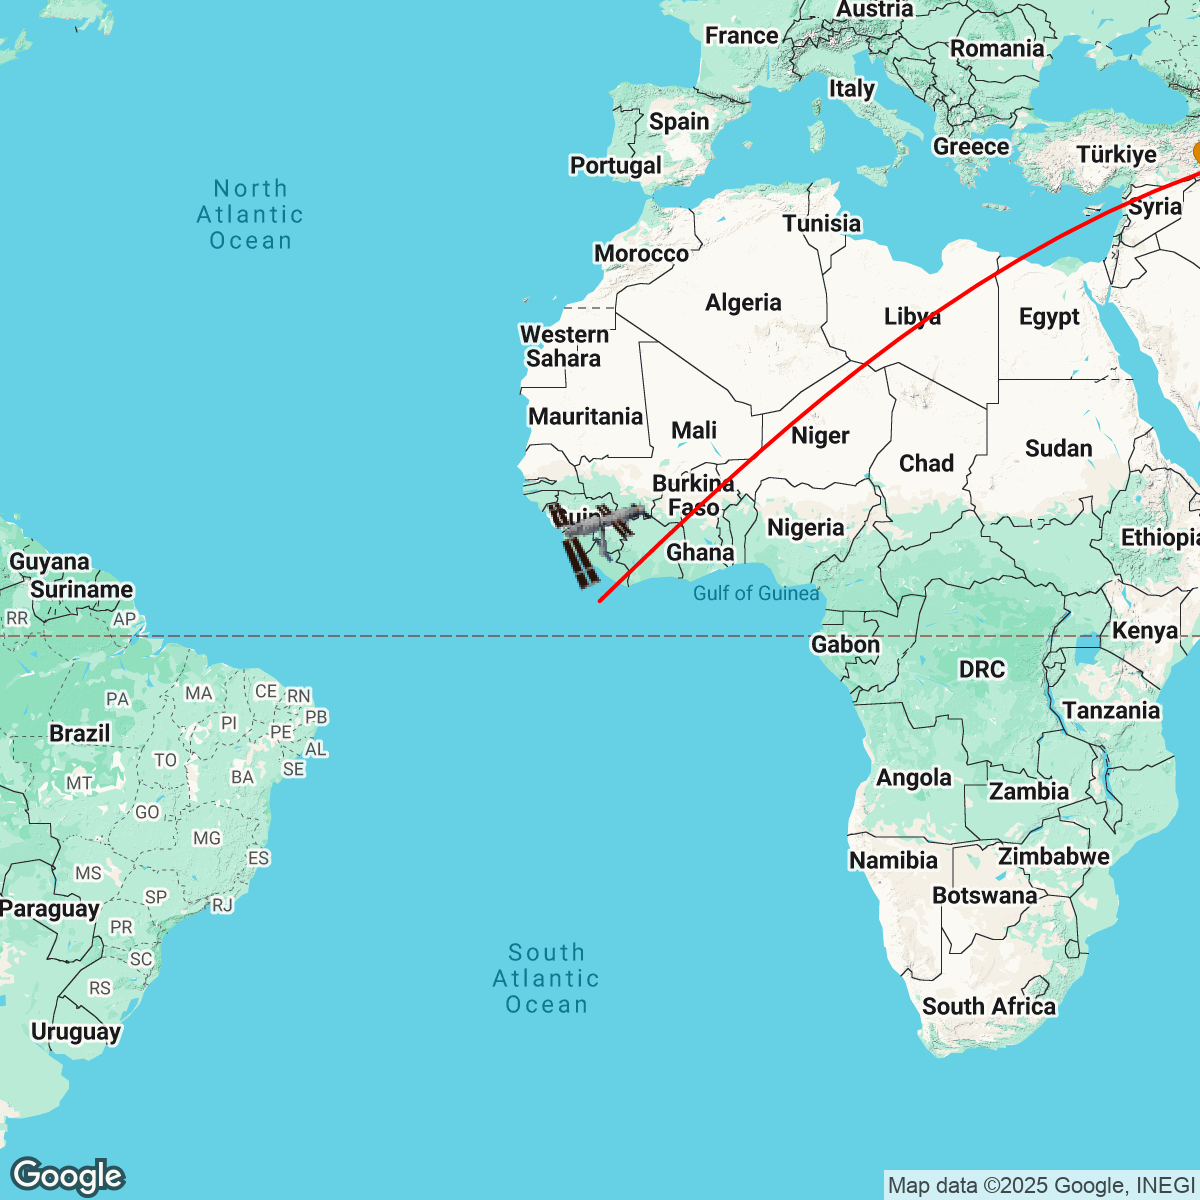 Austria
France
Romania
Italy
Spain
Greece
Türkiye
Portugal
North
Atlantic
Ocean
Syria
Tunisia
Morocco
Algeria
Libya
Egypt
Western
Sahara
Mauritania
Mali
Niger
Chad
Sudan
Burkina
Faso
Nigeria
Ghana
Ethiopia
Guyana
Suriname
Gulf of Guinea
RR
AP
Kenya
Gabon
DRC
PA
MA
CE
RN
PB
PI
PE
AL
Tanzania
Brazil
TO
SE
BA
MT
Angola
Zambia
GO
MG
ES
Namibia
Zimbabwe
MS
SP
Botswana
RJ
Paraguay
PR
SC
South
Atlantic
Ocean
RS
South Africa
Uruguay
Google
Map data ©2025 Google, INEGI